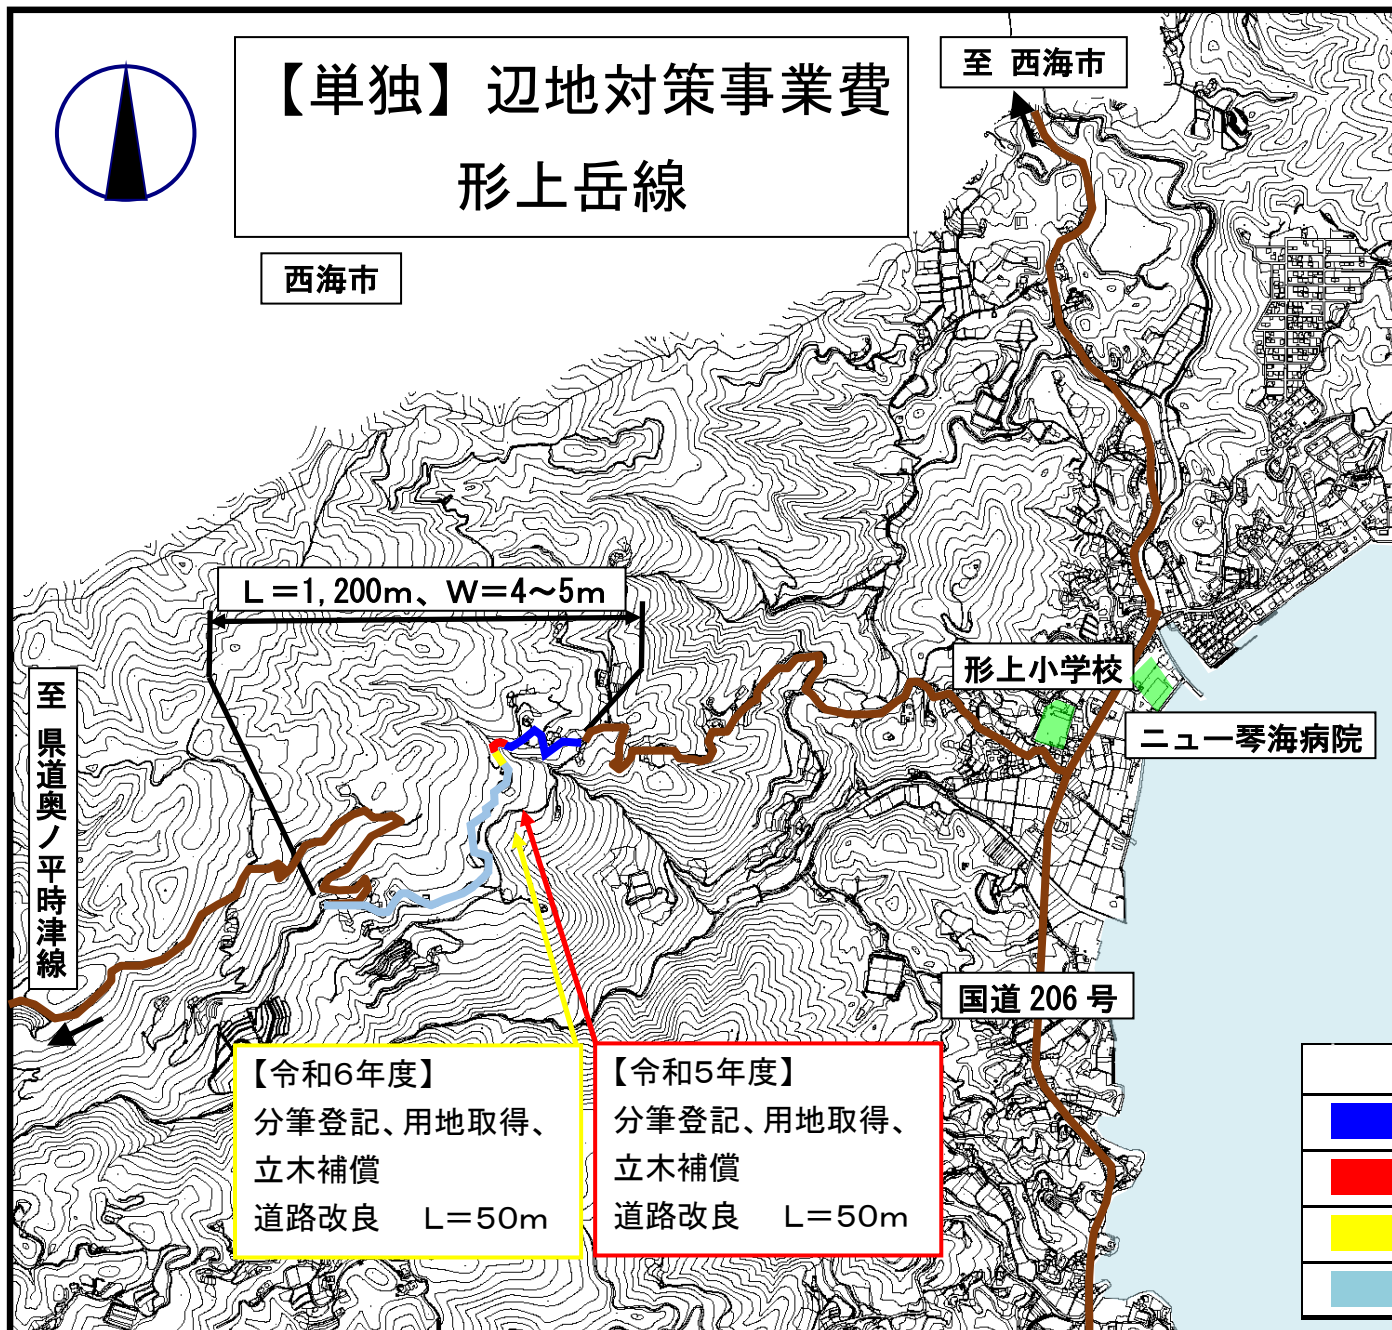 【単独】辺地対策事業費
形上岳線
至 西海市
西海市
L=1,200m、W=4～5m
形上小学校
ニュー琴海病院
至 県道奥ノ平時津線
国道206号
【令和6年度】
分筆登記、用地取得、
立木補償
道路改良　L=50m
【令和5年度】
分筆登記、用地取得、
立木補償
道路改良　L=50m